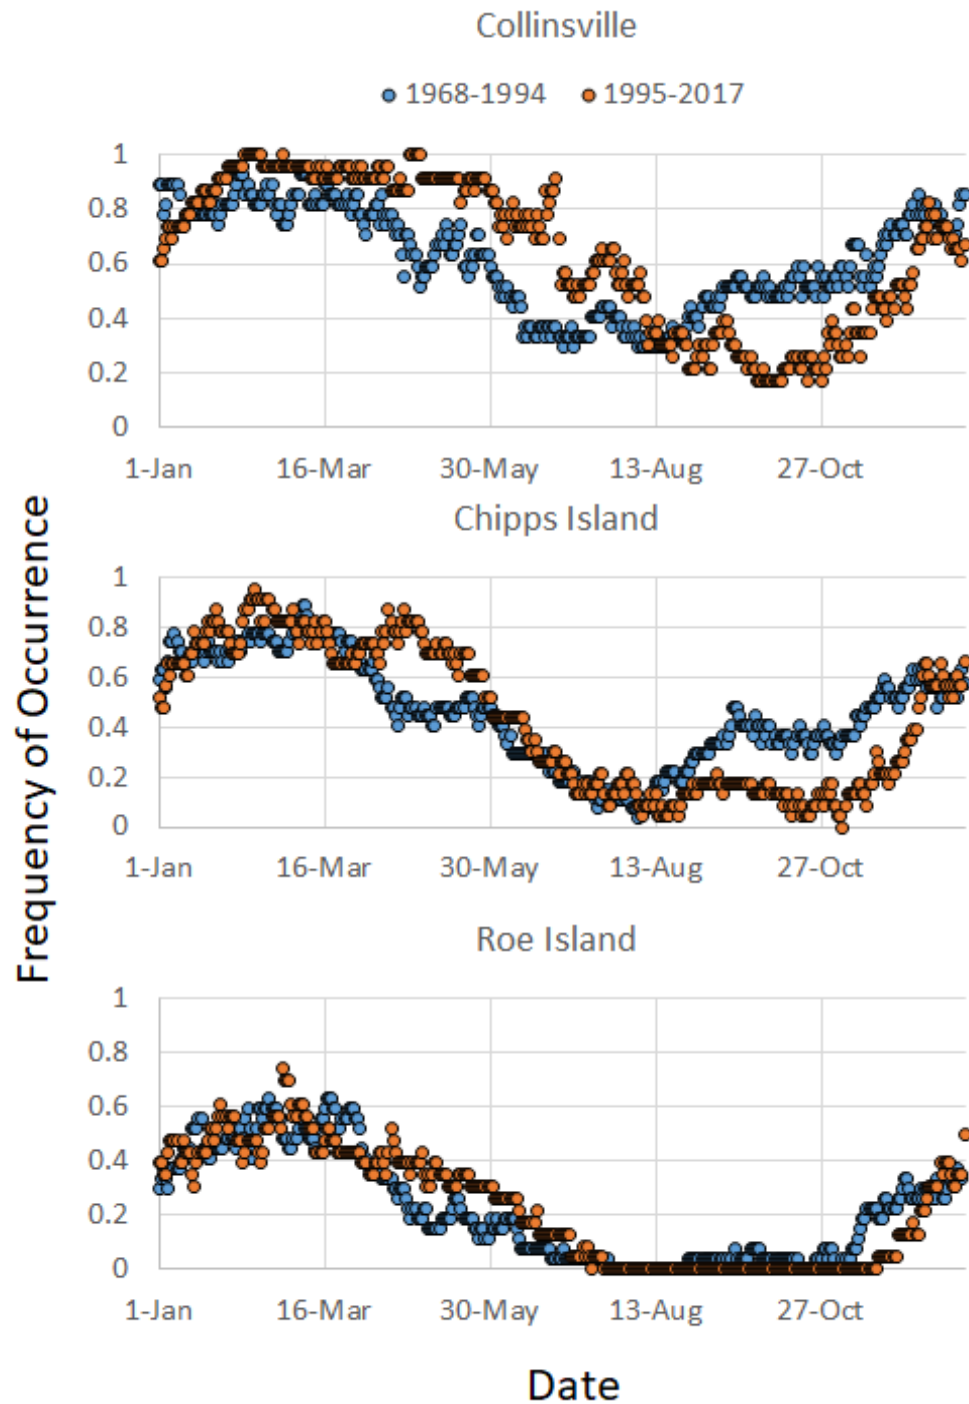 Collinsville
1968-1994 1995-2017
1
0.8
0.6
0.4
0.2
0
1-Jan 16-Mar 30-May 13-Aug 27-Oct
Chipps Island
1
0.8
0.6
0.4
0.2
0
1-Jan 16-Mar 30-May 13-Aug 27-Oct
Roe Island
1
0.8
0.6
0.4
0.2
0
1-Jan 16-Mar 30-May 13-Aug 27-Oct
Frequency of Occurrence
Date